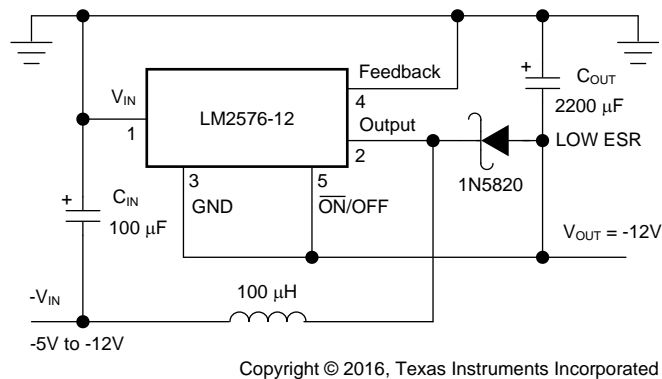 Feedback
+
C_OUT
V_IN
4
2200 µF
LM2576-12
1
Output
2
LOW ESR
3
5
1N5820
+
C_IN
GND
O̅N̅/OFF
100 µF
V_OUT = -12V
100 µH
-V_IN
-5V to -12V
Copyright © 2016, Texas Instruments Incorporated